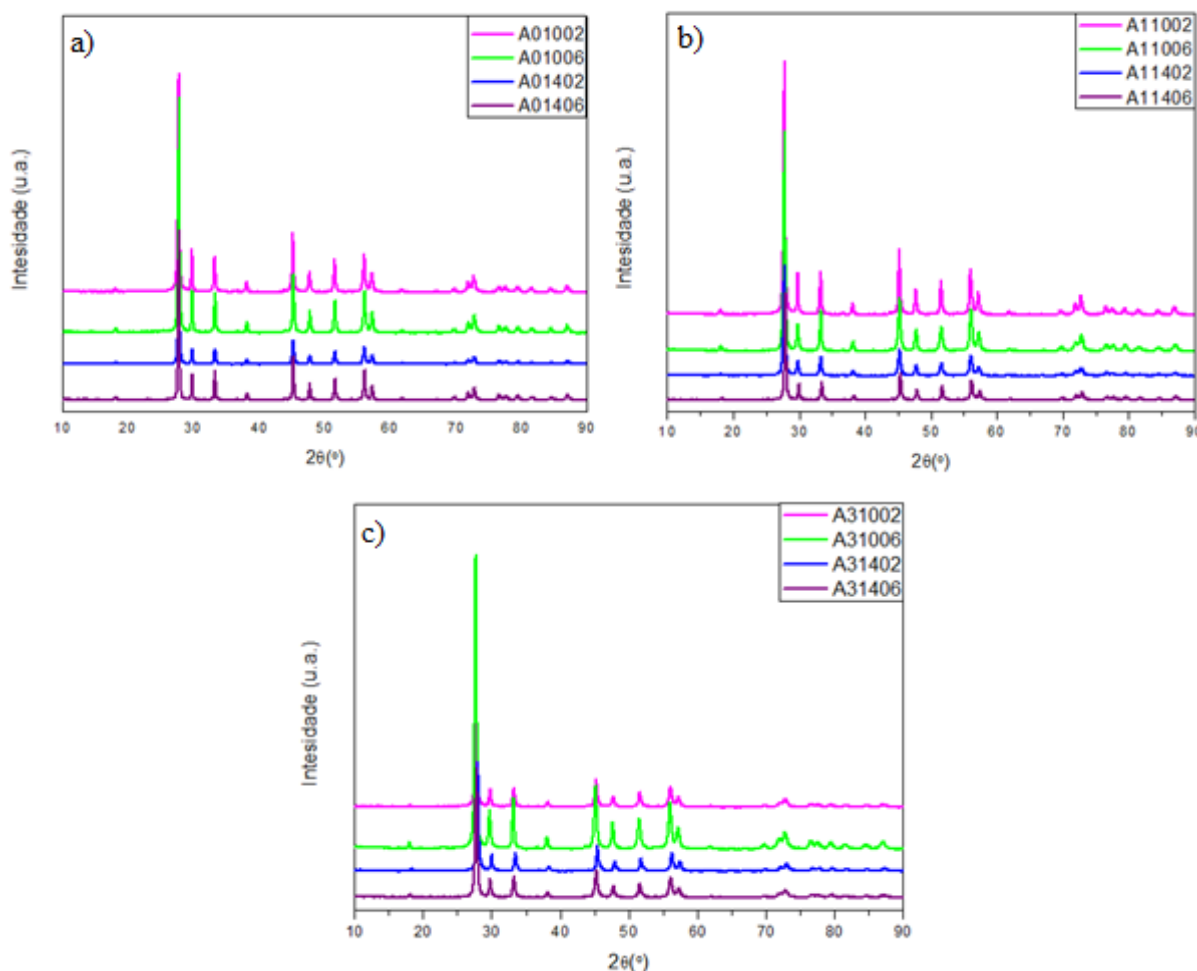 a)
A01002
A01006
A01402
A01406
Intesidade (u.a.)
10 20 30 40 50 60 70 80 90
2θ(º)
b)
A11002
A11006
A11402
A11406
Intesidade (u.a.)
10 20 30 40 50 60 70 80 90
2θ(º)
c)
A31002
A31006
A31402
A31406
Intesidade (u.a.)
10 20 30 40 50 60 70 80 90
2θ(º)